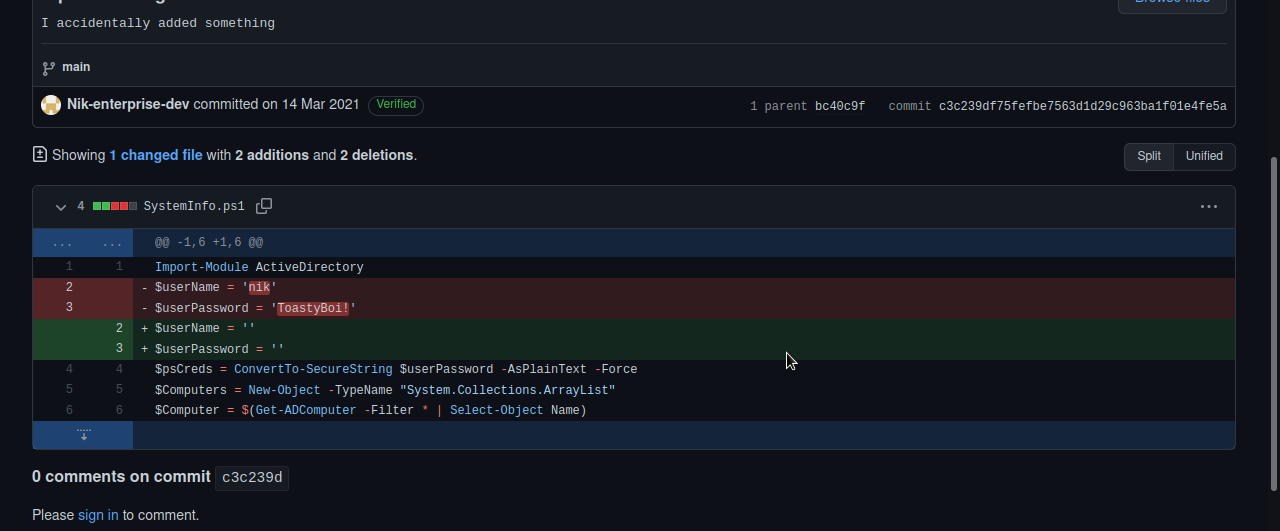 I accidentally added something
main
Nik-enterprise-dev committed on 14 Mar 2021 Verified 1 parent bc40c9f commit c3c239df75fefbe7563d1d29c963ba1f01e4fe5a
Showing 1 changed file with 2 additions and 2 deletions. Split Unified
4 SystemInfo.ps1 ...
... ... @@ -1,6 +1,6 @@
1 1 Import-Module ActiveDirectory
2 - $userName = 'nik'
3 - $userPassword = 'ToastyBoi!'
2 + $userName = ''
3 + $userPassword = ''
4 4 $psCreds = ConvertTo-SecureString $userPassword -AsPlainText -Force
5 5 $Computers = New-Object -TypeName "System.Collections.ArrayList"
6 6 $Computer = $(Get-ADComputer -Filter * | Select-Object Name)
0 comments on commit c3c239d
Please sign in to comment.